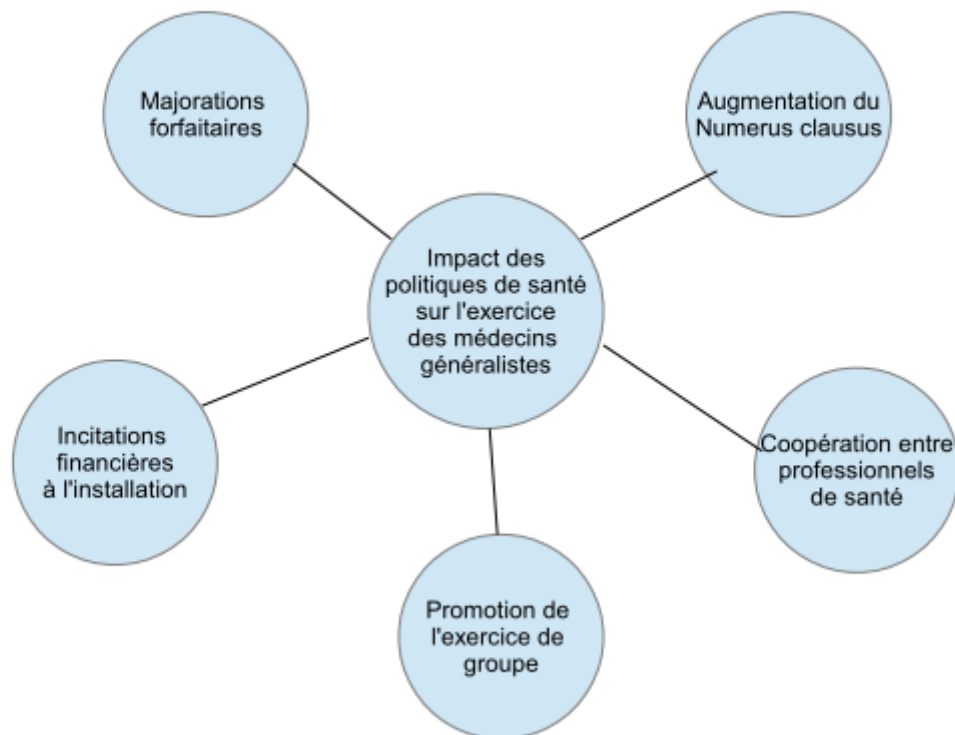 Majorations
forfaitaires
Augmentation du
Numerus clausus
Impact des
politiques de santé
sur l'exercice
des médecins
généralistes
Incitations
financières
à l'installation
Coopération entre
professionnels
de santé
Promotion de
l'exercice de
groupe